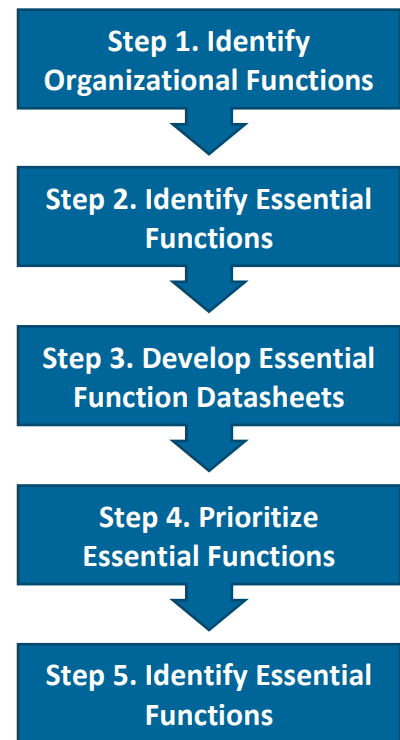 Step 1. Identify
Organizational Functions
Step 2. Identify Essential
Functions
Step 3. Develop Essential
Function Datasheets
Step 4. Prioritize
Essential Functions
Step 5. Identify Essential
Functions